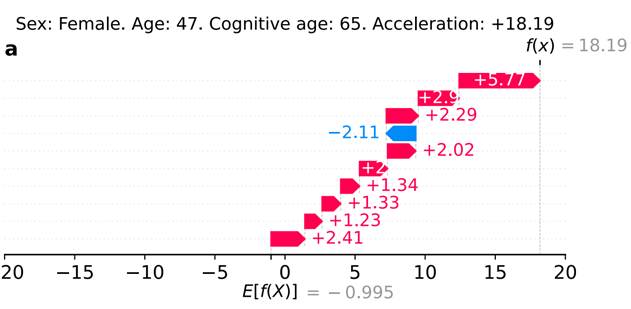 Sex: Female. Age: 47. Cognitive age: 65. Acceleration: +18.19
a
f(x) = 18.19
+5.77
+2.9
+2.29
−2.11
+2.02
+2
+1.34
+1.33
+1.23
+2.41
20 −15 −10 −5 0 5 10 15 20
E[f(X)] = −0.995